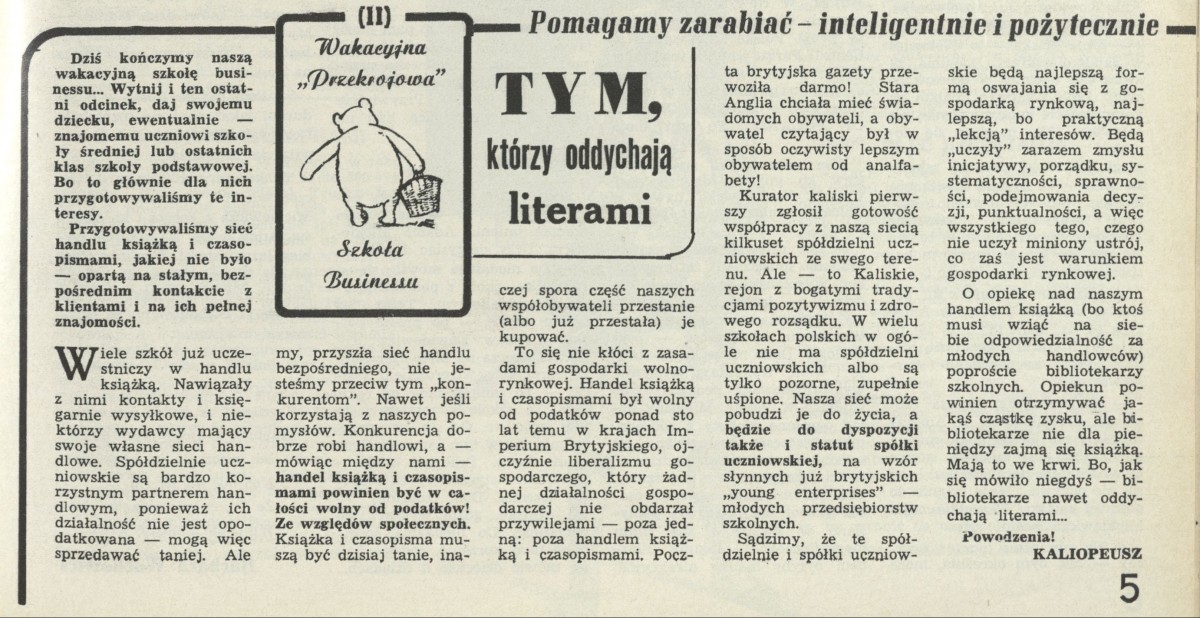 Pomagamy zarabiać – inteligentnie i pożytecznie
(II)
Wakacyjna
„Przekrojowa”
Szkoła
Businessu
TYM,
którzy oddychają
literami
Dziś kończymy naszą
wakacyjną szkołę busi-
nessu... Wytnij i ten ostat-
ni odcinek, daj swojemu
dziecku, ewentualnie —
znajomemu uczniowi szko-
ły średniej lub ostatnich
klas szkoły podstawowej.
Bo to głównie dla nich
przygotowywaliśmy te in-
teresy.
Przygotowywaliśmy sieć
handlu książką i czaso-
pismami, jakiej nie było
— opartą na stałym, bez-
pośrednim kontakcie z
klientami i na ich pełnej
znajomości.
Wiele szkół już ucze-
stniczy w handlu
książką. Nawiązały
z nimi kontakty i księ-
garnie wysyłkowe, i nie-
którzy wydawcy mający
swoje własne sieci han-
dlowe. Spółdzielnie ucz-
niowskie są bardzo ko-
rzystnym partnerem han-
dlowym, ponieważ ich
działalność nie jest opo-
datkowana — mogą więc
sprzedawać taniej. Ale
my, przyszła sieć handlu
bezpośredniego, nie je-
steśmy przeciw tym „kon-
kurentom”. Nawet jeśli
korzystają z naszych po-
mysłów. Konkurencja do-
brze robi handlowi, a —
mówiąc między nami —
handel książką i czasopis-
mami powinien być w ca-
łości wolny od podatków!
Ze względów społecznych.
Książka i czasopisma mu-
szą być dzisiaj tanie, ina-
czej spora część naszych
współobywateli przestanie
(albo już przestała) je
kupować.
To się nie kłóci z zasa-
dami gospodarki wolno-
rynkowej. Handel książką
i czasopismami był wolny
od podatków ponad sto
lat temu w krajach Im-
perium Brytyjskiego, oj-
czyźnie liberalizmu go-
spodarczego, który żad-
nej działalności gospo-
darczej nie obdarzał
przywilejami — poza jed-
ną: poza handlem książ-
ką i czasopismami. Pocz-
ta brytyjska gazety prze-
woziła darmo! Stara
Anglia chciała mieć świa-
domych obywateli, a oby-
watel czytający był w
sposób oczywisty lepszym
obywatelem od analfa-
bety!
Kurator kaliski pierw-
szy zgłosił gotowość
współpracy z naszą siecią
kilkuset spółdzielni ucz-
niowskich ze swego tere-
nu. Ale — to Kaliskie,
rejon z bogatymi trady-
cjami pozytywizmu i zdro-
wego rozsądku. W wielu
szkołach polskich w ogó-
le nie ma spółdzielni
uczniowskich albo są
tylko pozorne, zupełnie
uśpione. Nasza sieć może
pobudzi je do życia, a
będzie do dyspozycji
także i statut spółki
uczniowskiej, na wzór
słynnych już brytyjskich
„young enterprises” —
młodych przedsiębiorstw
szkolnych.
Sądzimy, że te spół-
dzielnie i spółki uczniow-
skie będą najlepszą for-
mą oswajania się z go-
spodarką rynkową, naj-
lepszą, bo praktyczną
„lekcją” interesów. Będą
„uczyły” zarazem zmysłu
inicjatywy, porządku, sy-
stematyczności, sprawno-
ści, podejmowania decy-
zji, punktualności, a więc
wszystkiego tego, czego
nie uczył miniony ustrój,
co zaś jest warunkiem
gospodarki rynkowej.
O opiekę nad naszym
handlem książką (bo ktoś
musi wziąć na sie-
bie odpowiedzialność za
młodych handlowców)
poproście bibliotekarzy
szkolnych. Opiekun po-
winien otrzymywać ja-
kąś cząstkę zysku, ale bi-
bliotekarze nie dla pie-
niędzy zajmą się książką.
Mają to we krwi. Bo, jak
się mówiło niegdyś — bi-
bliotekarze nawet oddy-
chają literami...
Powodzenia!
KALIOPEUSZ
5